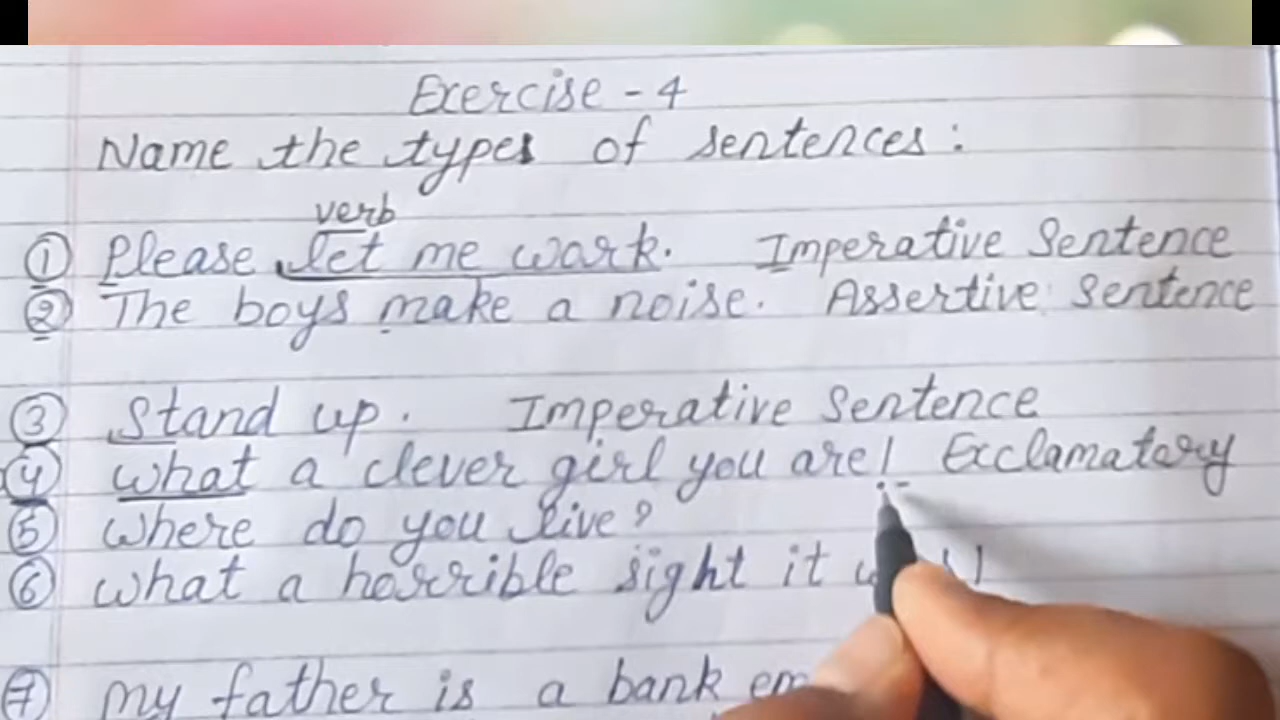 Exercise - 4
Name the types of sentences :
verb
① Please let me work. Imperative Sentence
② The boys make a noise. Assertive Sentence
③ Stand up. Imperative Sentence
④ What a clever girl you are! Exclamatory
⑤ Where do you live?
⑥ What a horrible sight it
⑦ My father is a bank